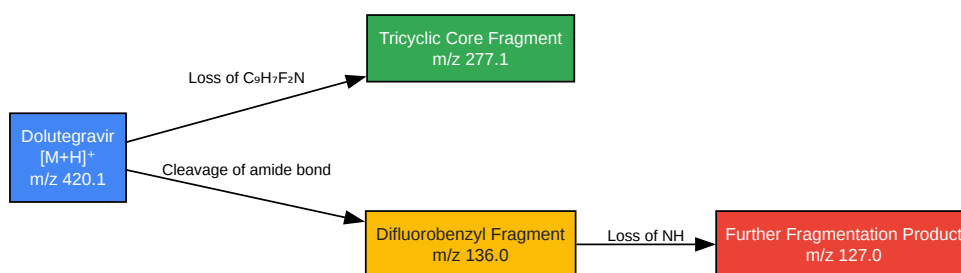 Tricyclic Core Fragment
m/z 277.1
Loss of C₉H₇F₂N
Dolutegravir
[M+H]⁺
m/z 420.1
Cleavage of amide bond
Difluorobenzyl Fragment
m/z 136.0
Loss of NH
Further Fragmentation Product
m/z 127.0